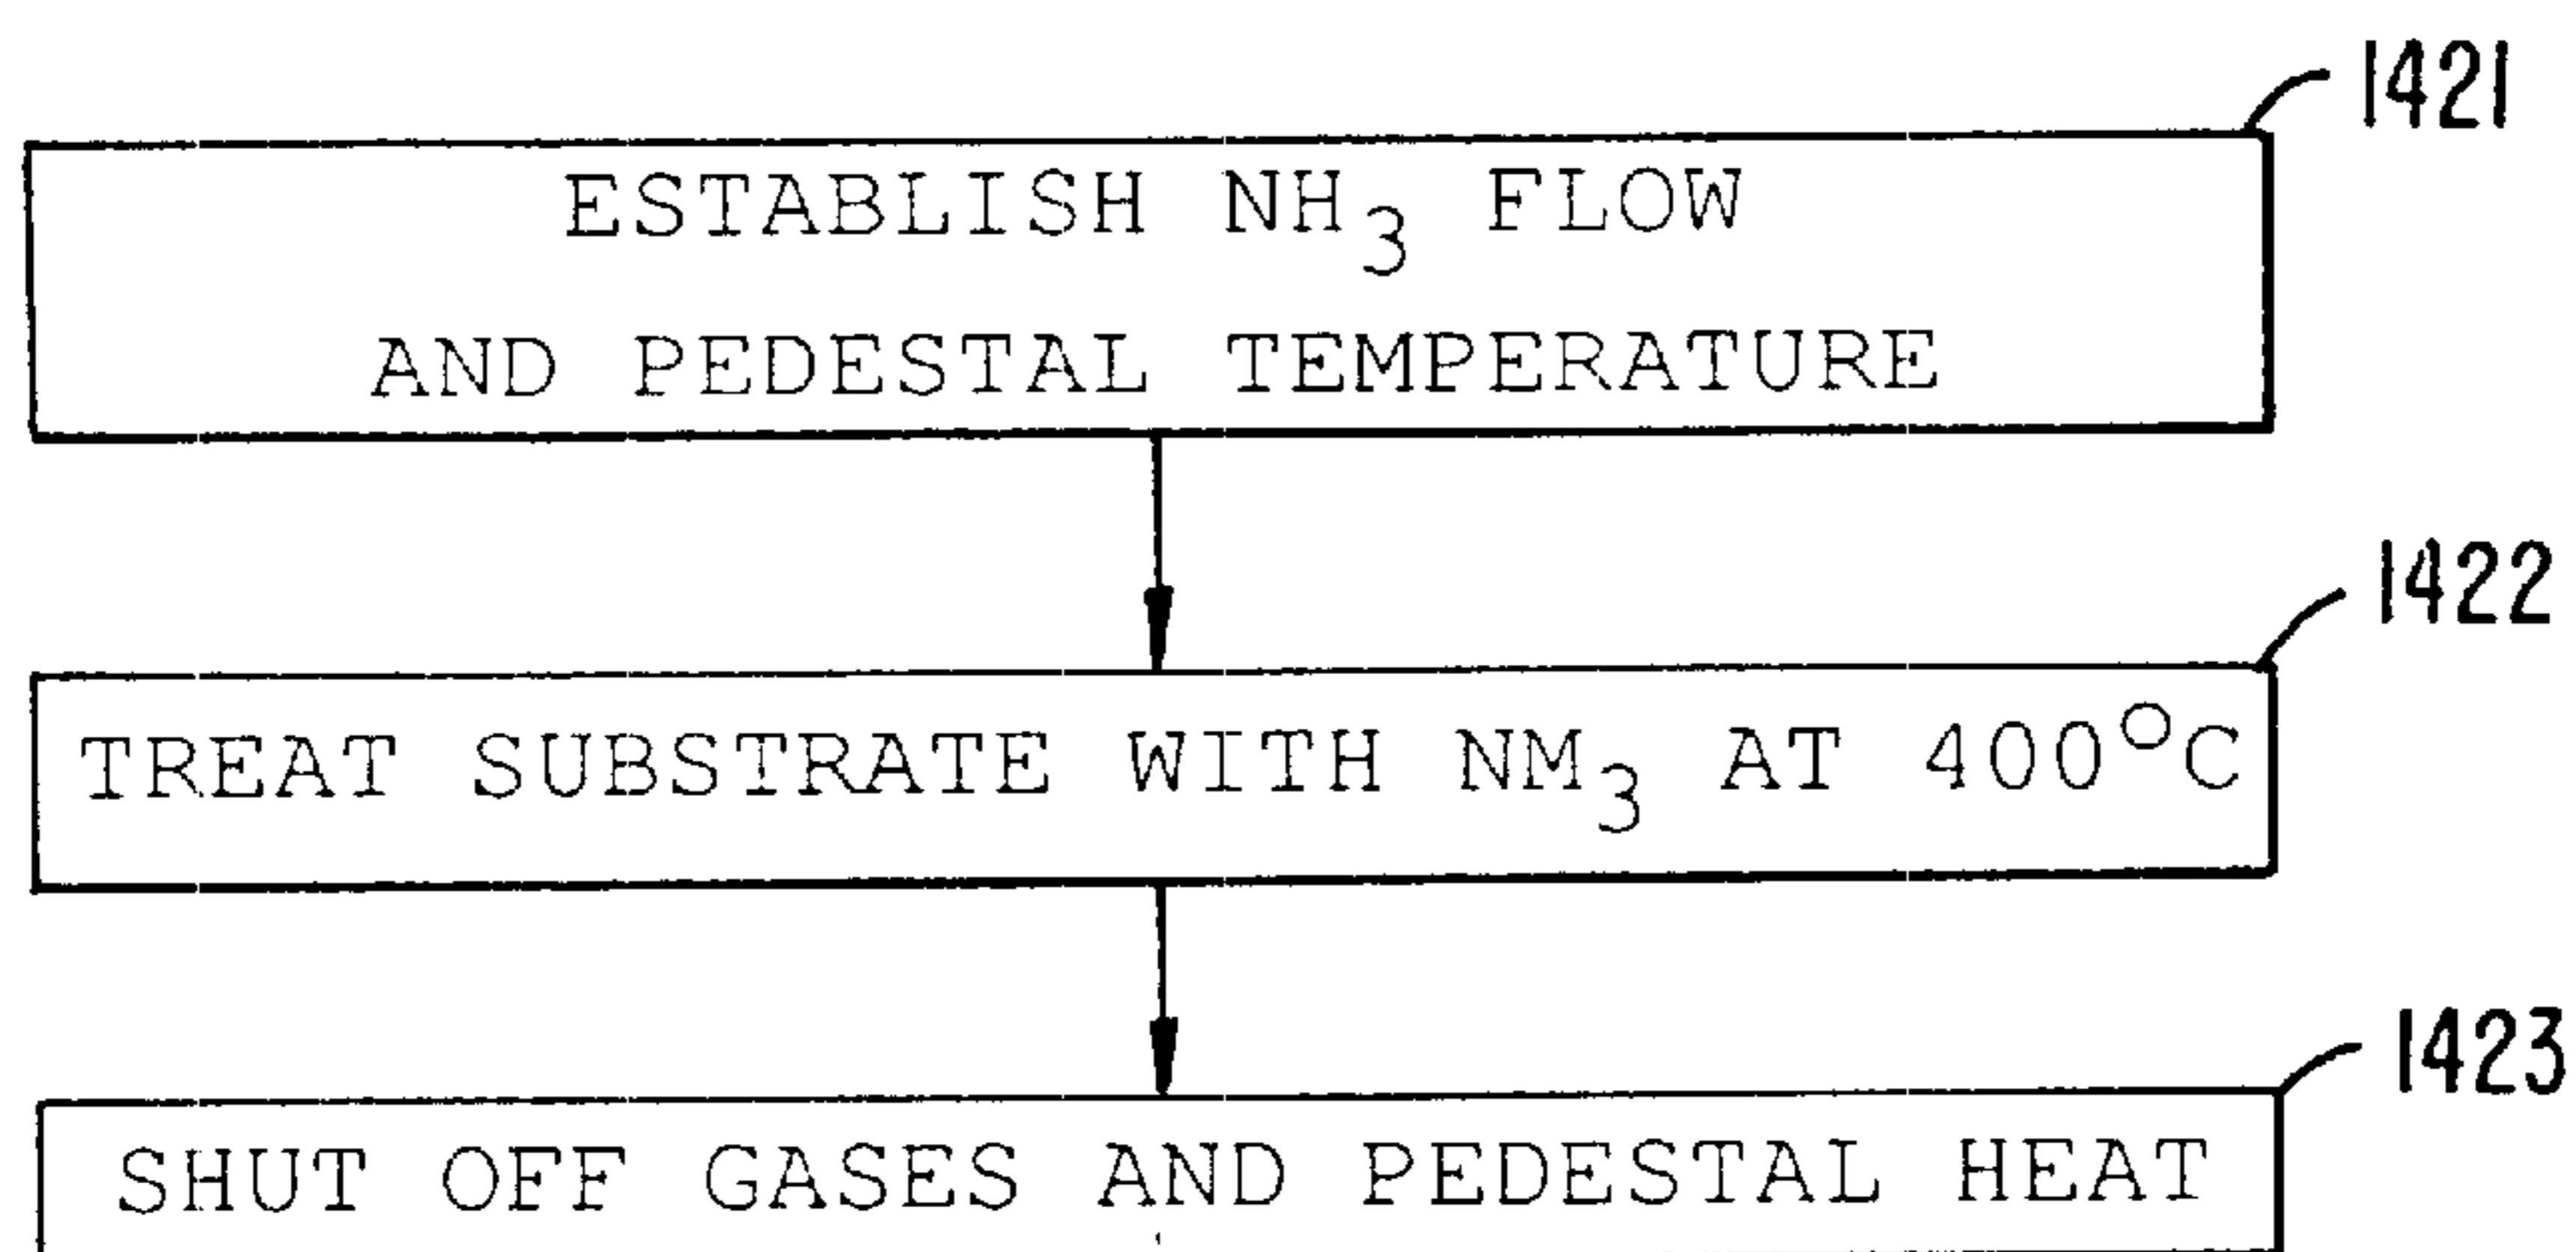 1421
ESTABLISH NH₃ FLOW
AND PEDESTAL TEMPERATURE
1422
TREAT SUBSTRATE WITH NM₃ AT 400°C
1423
SHUT OFF GASES AND PEDESTAL HEAT